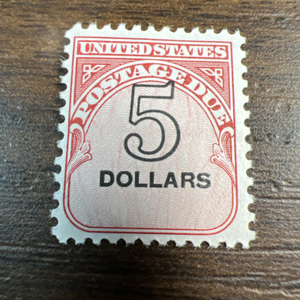 UNITED STATES
POSTAGE DUE
5
DOLLARS